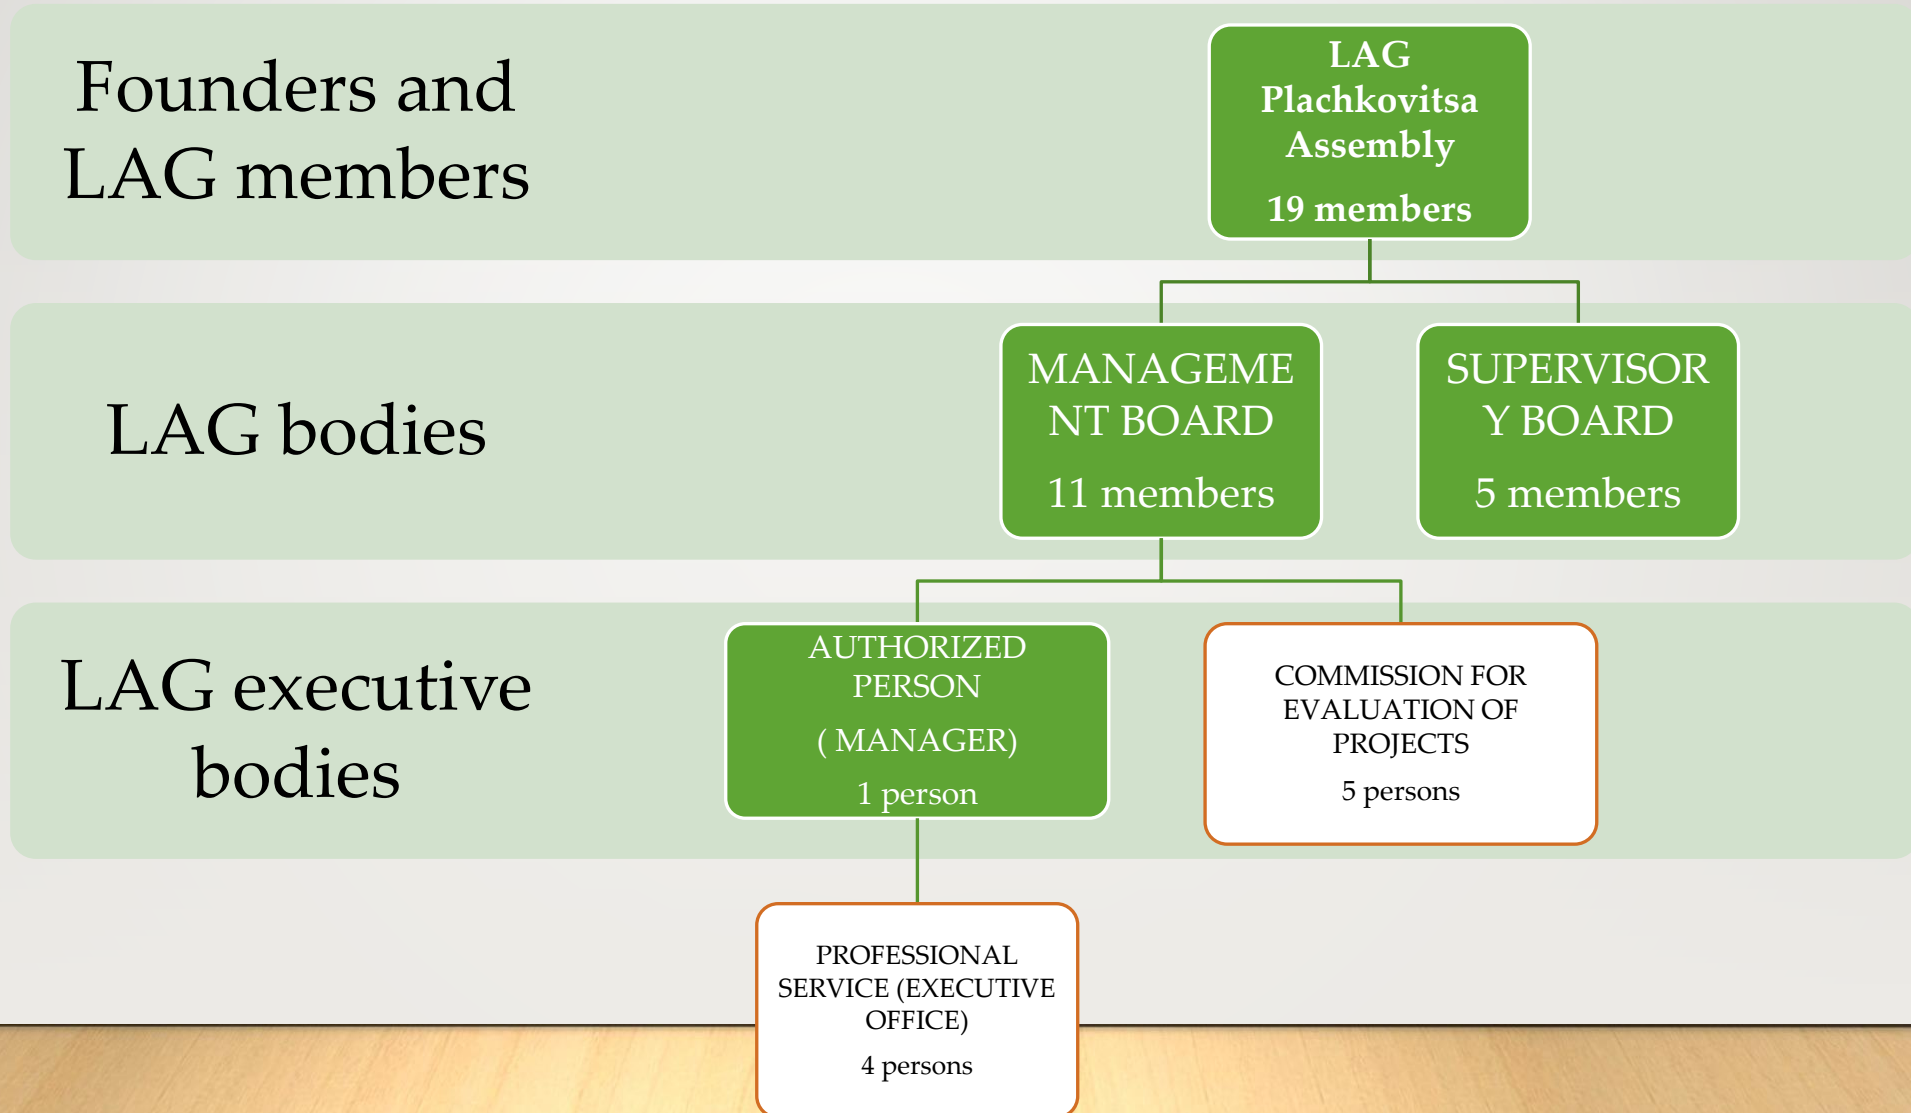 Founders and
LAG members
LAG
Plachkovitsa
Assembly
19 members
LAG bodies
MANAGEME
NT BOARD
11 members
SUPERVISOR
Y BOARD
5 members
LAG executive
bodies
AUTHORIZED
PERSON
( MANAGER)
1 person
COMMISSION FOR
EVALUATION OF
PROJECTS
5 persons
PROFESSIONAL
SERVICE (EXECUTIVE
OFFICE)
4 persons